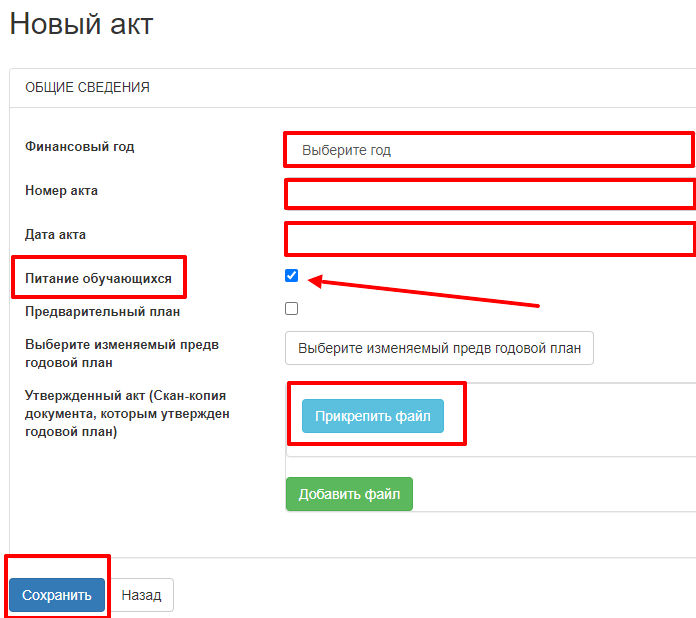 Новый акт
ОБЩИЕ СВЕДЕНИЯ
Финансовый год
Выберите год
Номер акта
Дата акта
Питание обучающихся
Предварительный план
Выберите изменяемый предв
годовой план
Выберите изменяемый предв годовой план
Утвержденный акт (Скан-копия
документа, которым утвержден
годовой план)
Прикрепить файл
Добавить файл
Сохранить
Назад